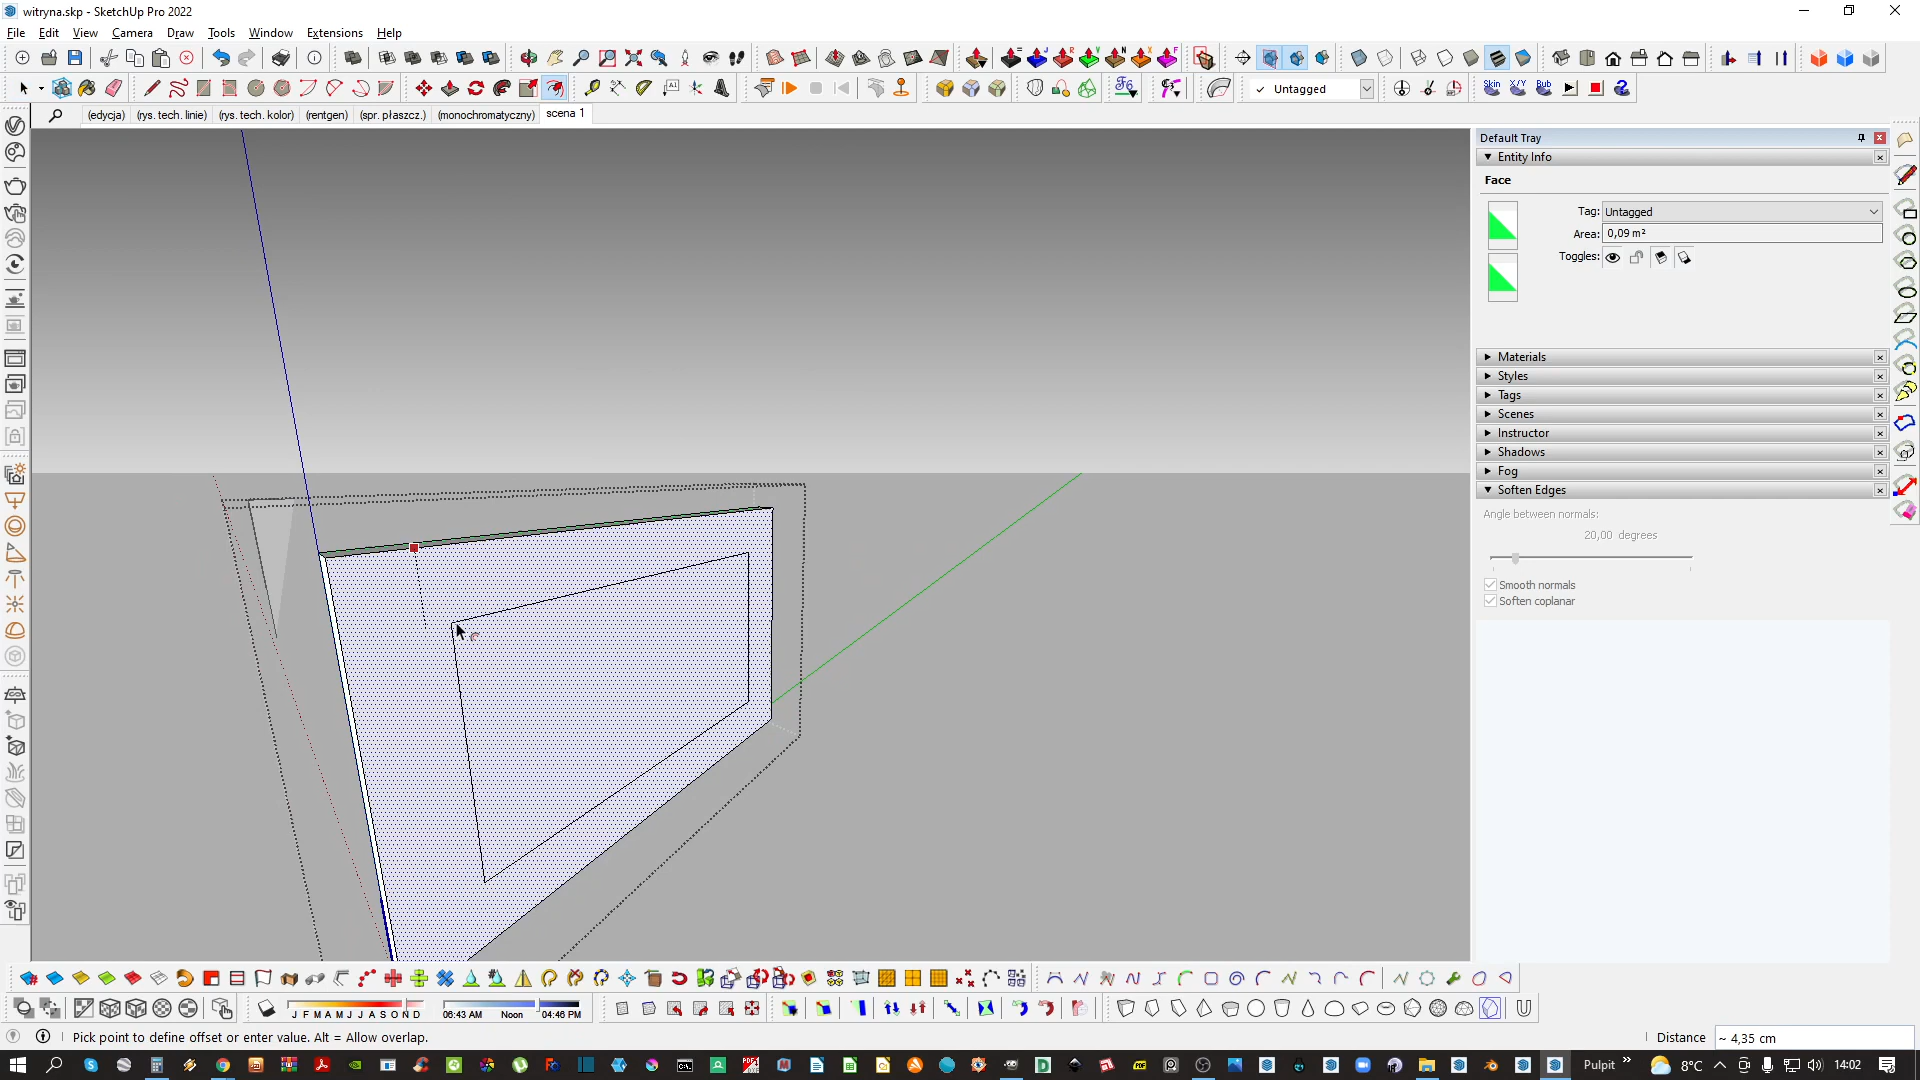 witryna.skp - SketchUp Pro 2022
File Edit View Camera Draw Tools Window Extensions Help
✓ Untagged
Skin X/Y Bub
(edycja) (rys. tech. linie) (rys. tech. kolor) (rentgen) (spr. płaszcz.) (monochromatyczny) scena 1
Default Tray
Entity Info
Face
Tag: Untagged
Area: 0,09 m²
Toggles:
Materials
Styles
Tags
Scenes
Instructor
Shadows
Fog
Soften Edges
Angle between normals:
20,00 degrees
Smooth normals
Soften coplanar
J F M A M J J A S O N D 06:43 AM Noon 04:46 PM
Pick point to define offset or enter value. Alt = Allow overlap.
Distance ~ 4,35 cm
Pulpit 8°C 14:02